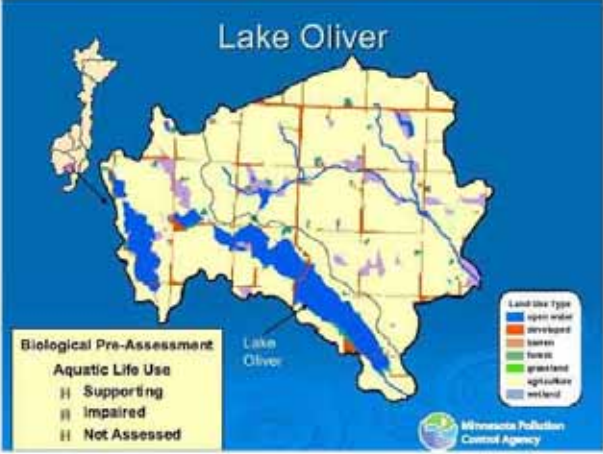 Lake Oliver
Lake
Oliver
Biological Pre-Assessment
Aquatic Life Use
Supporting
Impaired
Not Assessed
Land Use Type
open water
developed
barren
forest
grassland
agriculture
wetland
Minnesota Pollution
Control Agency